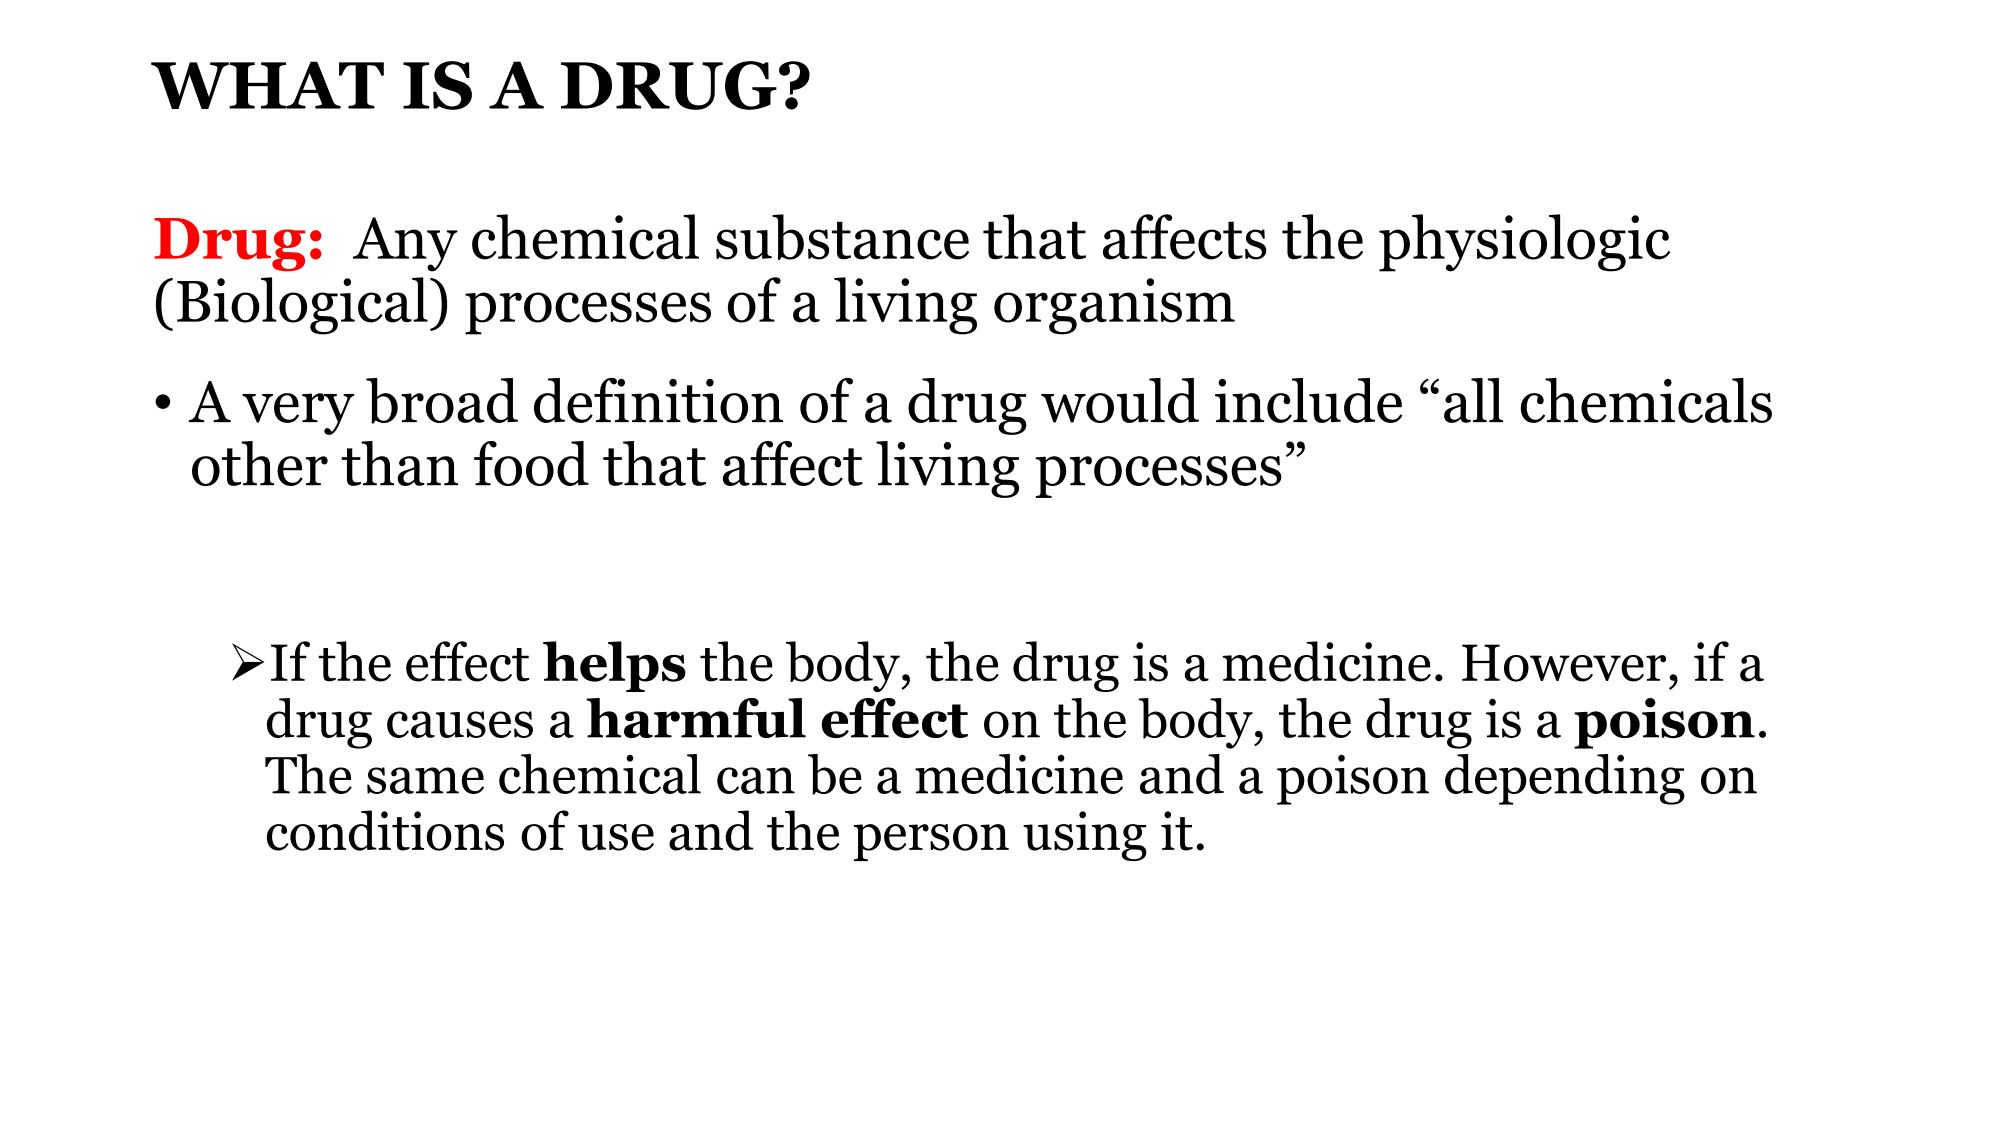 WHAT IS A DRUG?
Drug: Any chemical substance that affects the physiologic
(Biological) processes of a living organism
• A very broad definition of a drug would include “all chemicals
other than food that affect living processes”
➢If the effect helps the body, the drug is a medicine. However, if a
drug causes a harmful effect on the body, the drug is a poison.
The same chemical can be a medicine and a poison depending on
conditions of use and the person using it.